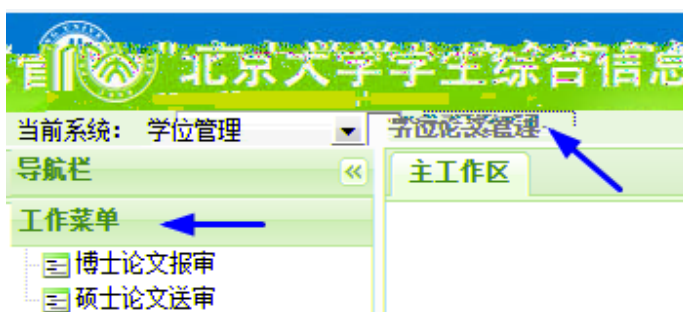 北京大学学生综合信息
当前系统： 学位管理 学位论文管理
导航栏 主工作区
工作菜单
博士论文报审
硕士论文送审